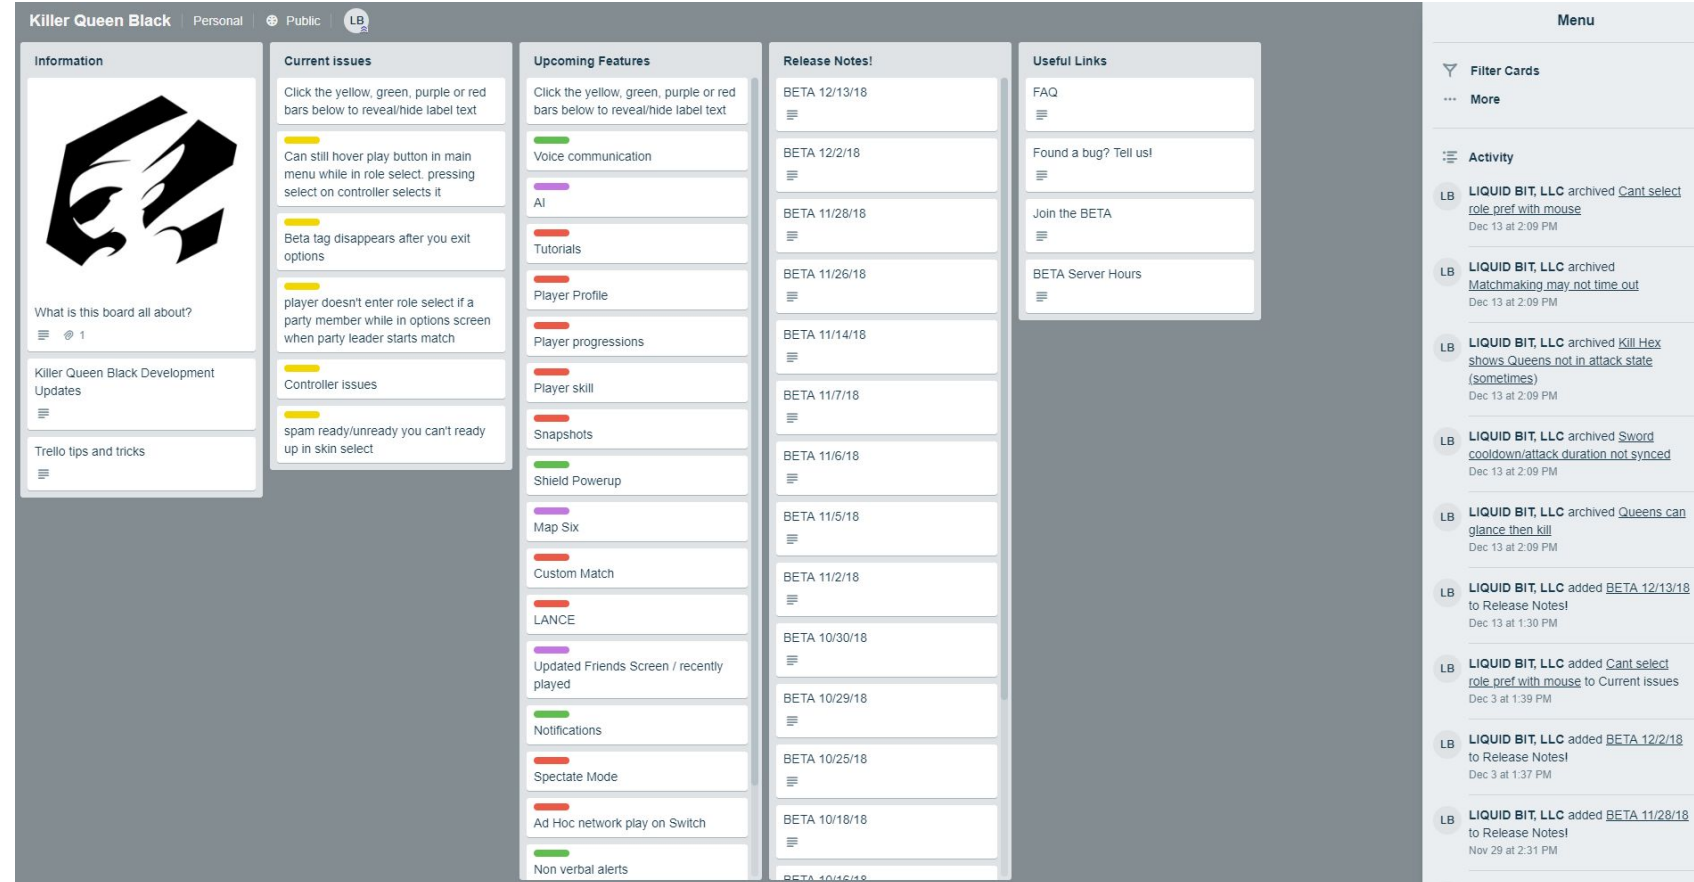 Killer Queen Black
Personal
Public
LB
Information
What is this board all about?
1
Killer Queen Black Development
Updates
Trello tips and tricks
Current issues
Click the yellow, green, purple or red
bars below to reveal/hide label text
Can still hover play button in main
menu while in role select. pressing
select on controller selects it
Beta tag disappears after you exit
options
player doesn't enter role select if a
party member while in options screen
when party leader starts match
Controller issues
spam ready/unready you can't ready
up in skin select
Upcoming Features
Click the yellow, green, purple or red
bars below to reveal/hide label text
Voice communication
AI
Tutorials
Player Profile
Player progressions
Player skill
Snapshots
Shield Powerup
Map Six
Custom Match
LANCE
Updated Friends Screen / recently
played
Notifications
Spectate Mode
Ad Hoc network play on Switch
Non verbal alerts
Release Notes!
BETA 12/13/18
BETA 12/2/18
BETA 11/28/18
BETA 11/26/18
BETA 11/14/18
BETA 11/7/18
BETA 11/6/18
BETA 11/5/18
BETA 11/2/18
BETA 10/30/18
BETA 10/29/18
BETA 10/25/18
BETA 10/18/18
BETA 10/16/18
Useful Links
FAQ
Found a bug? Tell us!
Join the BETA
BETA Server Hours
Menu
Filter Cards
More
Activity
LB
LIQUID BIT, LLC archived Cant select
role pref with mouse
Dec 13 at 2:09 PM
LB
LIQUID BIT, LLC archived
Matchmaking may not time out
Dec 13 at 2:09 PM
LB
LIQUID BIT, LLC archived Kill Hex
shows Queens not in attack state
(sometimes)
Dec 13 at 2:09 PM
LB
LIQUID BIT, LLC archived Sword
cooldown/attack duration not synced
Dec 13 at 2:09 PM
LB
LIQUID BIT, LLC archived Queens can
glance then kill
Dec 13 at 2:09 PM
LB
LIQUID BIT, LLC added BETA 12/13/18
to Release Notes!
Dec 13 at 1:30 PM
LB
LIQUID BIT, LLC added Cant select
role pref with mouse to Current issues
Dec 3 at 1:39 PM
LB
LIQUID BIT, LLC added BETA 12/2/18
to Release Notes!
Dec 3 at 1:37 PM
LB
LIQUID BIT, LLC added BETA 11/28/18
to Release Notes!
Nov 29 at 2:31 PM